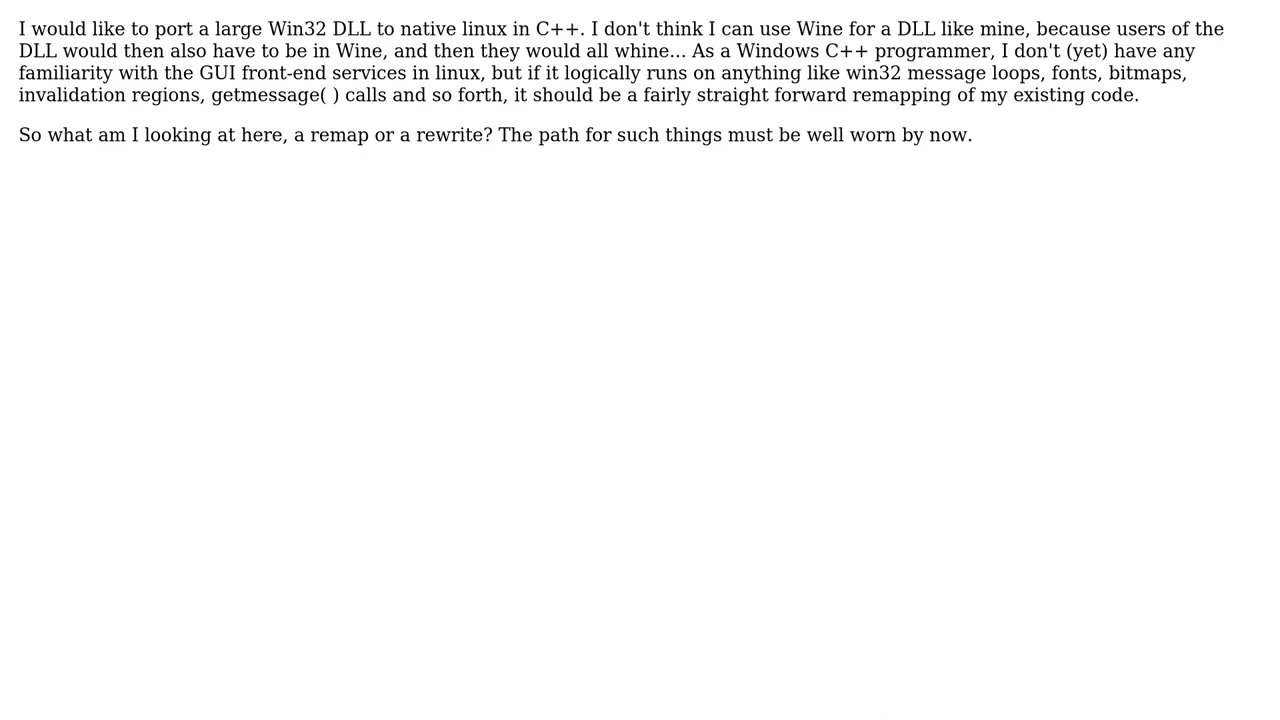 I would like to port a large Win32 DLL to native linux in C++. I don't think I can use Wine for a DLL like mine, because users of the
DLL would then also have to be in Wine, and then they would all whine... As a Windows C++ programmer, I don't (yet) have any
familiarity with the GUI front-end services in linux, but if it logically runs on anything like win32 message loops, fonts, bitmaps,
invalidation regions, getmessage( ) calls and so forth, it should be a fairly straight forward remapping of my existing code.
So what am I looking at here, a remap or a rewrite? The path for such things must be well worn by now.